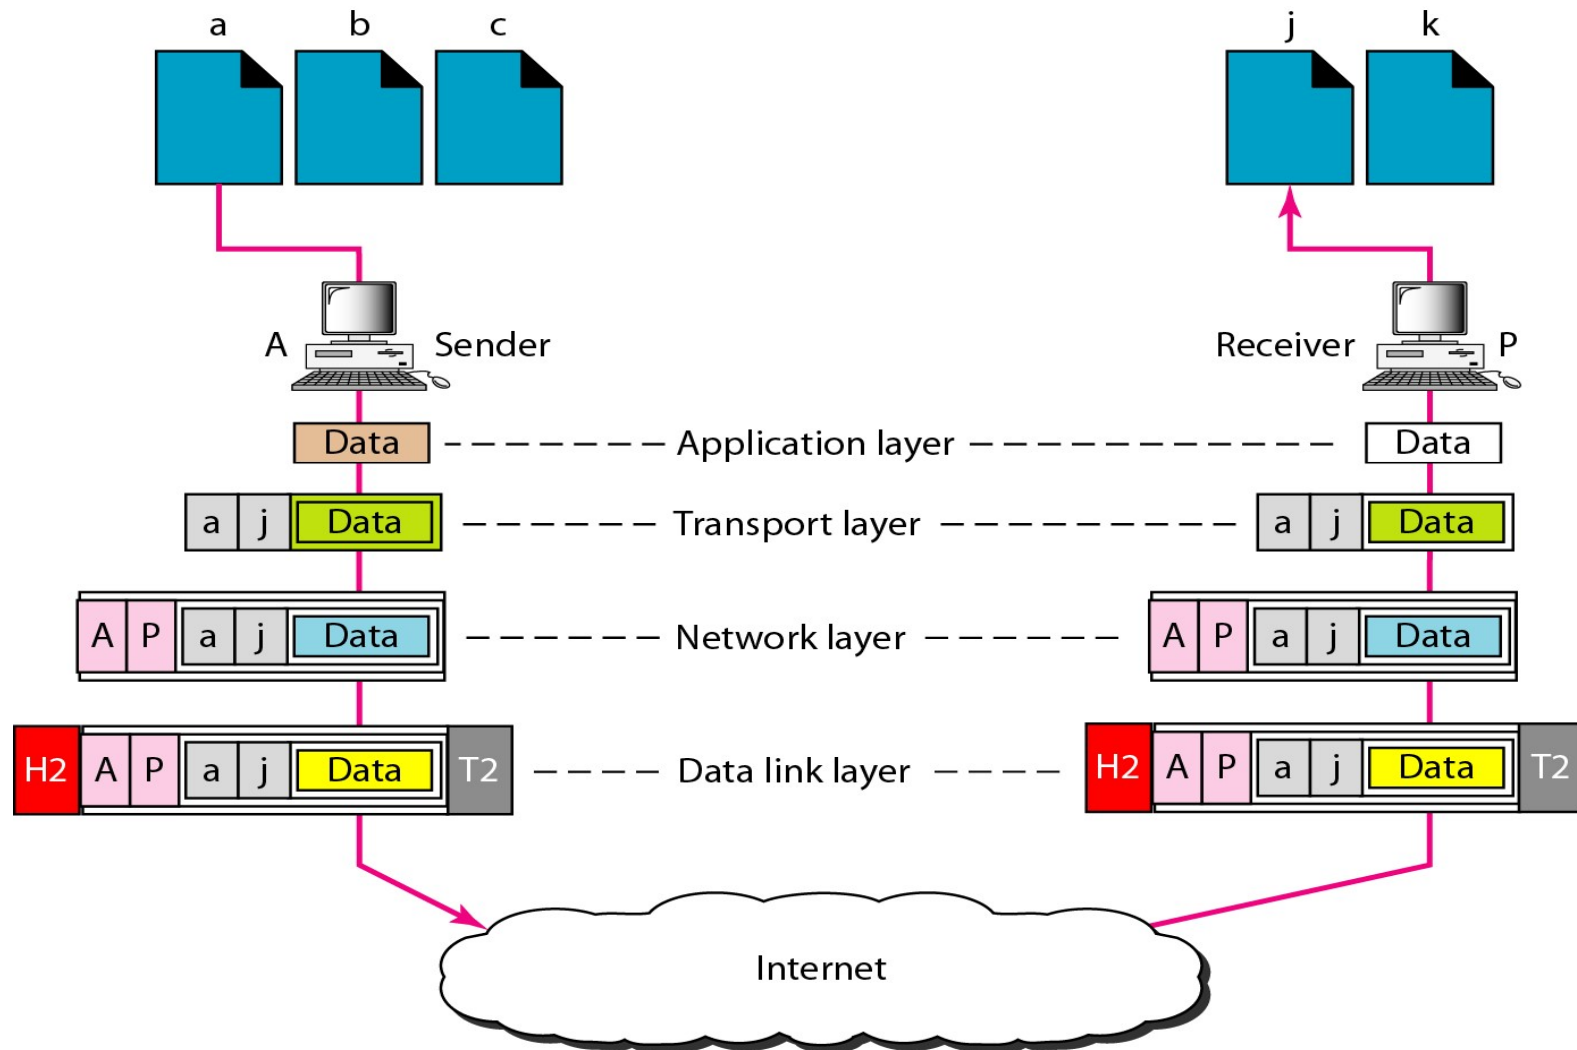 a b c j k
A Sender Receiver P
Data Application layer Data
a j Data Transport layer a j Data
A P a j Data Network layer A P a j Data
H2 A P a j Data T2 Data link layer H2 A P a j Data T2
Internet